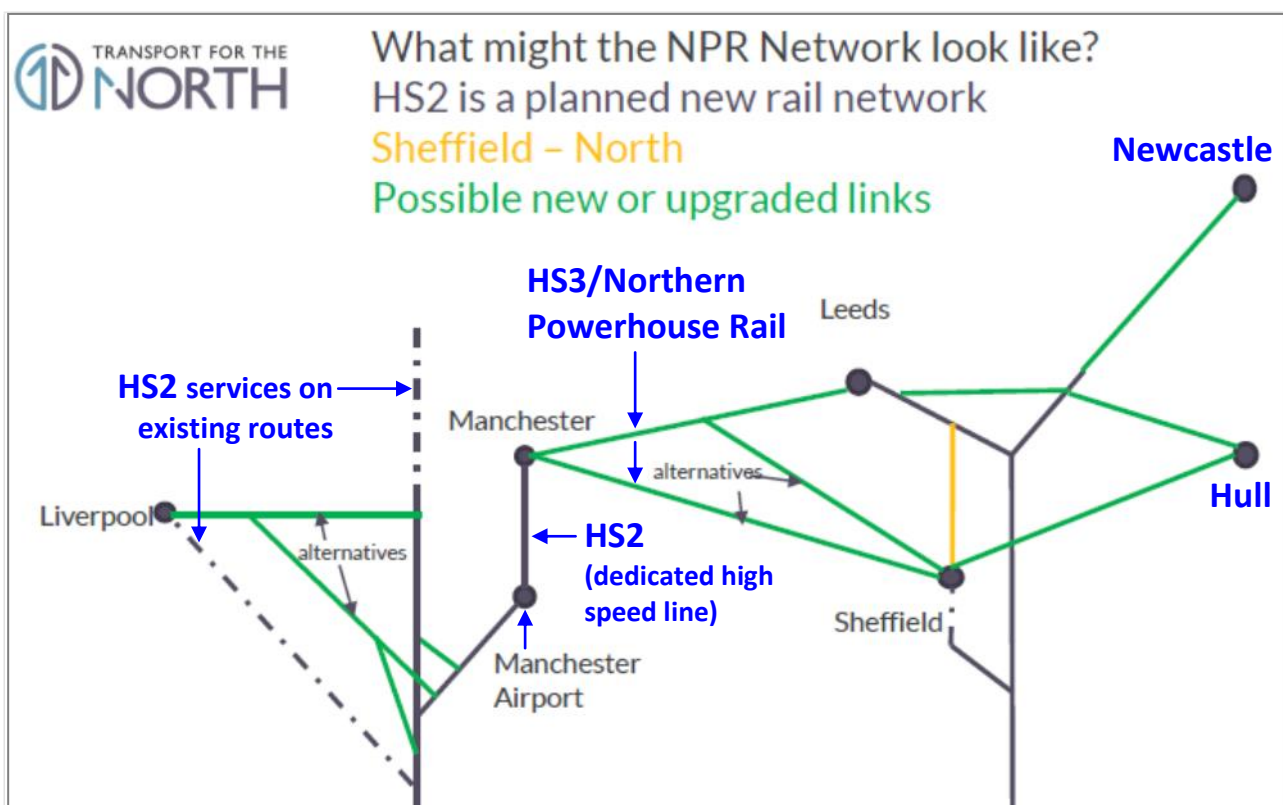 TRANSPORT FOR THE
NORTH
What might the NPR Network look like?
HS2 is a planned new rail network
Sheffield – North
Possible new or upgraded links
Newcastle
HS3/Northern
Powerhouse Rail
Leeds
HS2 services on
existing routes
Manchester
alternatives
Hull
Liverpool
alternatives
HS2
(dedicated high
speed line)
Sheffield
Manchester
Airport